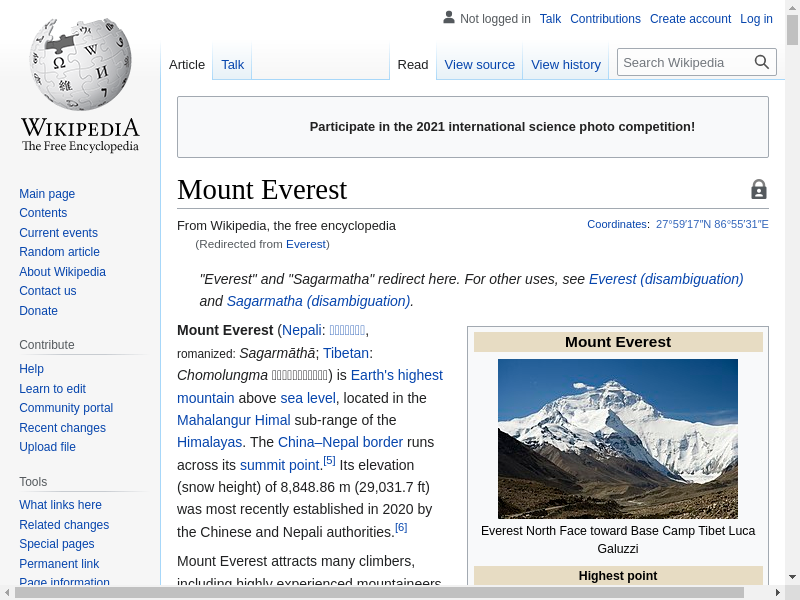 Not logged in Talk Contributions Create account Log in
Article Talk Read View source View history Search Wikipedia
WIKIPEDIA
The Free Encyclopedia
Main page
Contents
Current events
Random article
About Wikipedia
Contact us
Donate
Contribute
Help
Learn to edit
Community portal
Recent changes
Upload file
Tools
What links here
Related changes
Special pages
Permanent link
Page information
Participate in the 2021 international science photo competition!
Mount Everest
From Wikipedia, the free encyclopedia
Coordinates: 27°59′17″N 86°55′31″E
(Redirected from Everest)
"Everest" and "Sagarmatha" redirect here. For other uses, see Everest (disambiguation)
and Sagarmatha (disambiguation).
Mount Everest (Nepali: ,
romanized: Sagarmāthā; Tibetan:
Chomolungma ) is Earth's highest
mountain above sea level, located in the
Mahalangur Himal sub-range of the
Himalayas. The China–Nepal border runs
across its summit point.[5] Its elevation
(snow height) of 8,848.86 m (29,031.7 ft)
was most recently established in 2020 by
the Chinese and Nepali authorities.[6]
Mount Everest attracts many climbers,
including highly experienced mountaineers
Mount Everest
Everest North Face toward Base Camp Tibet Luca
Galuzzi
Highest point